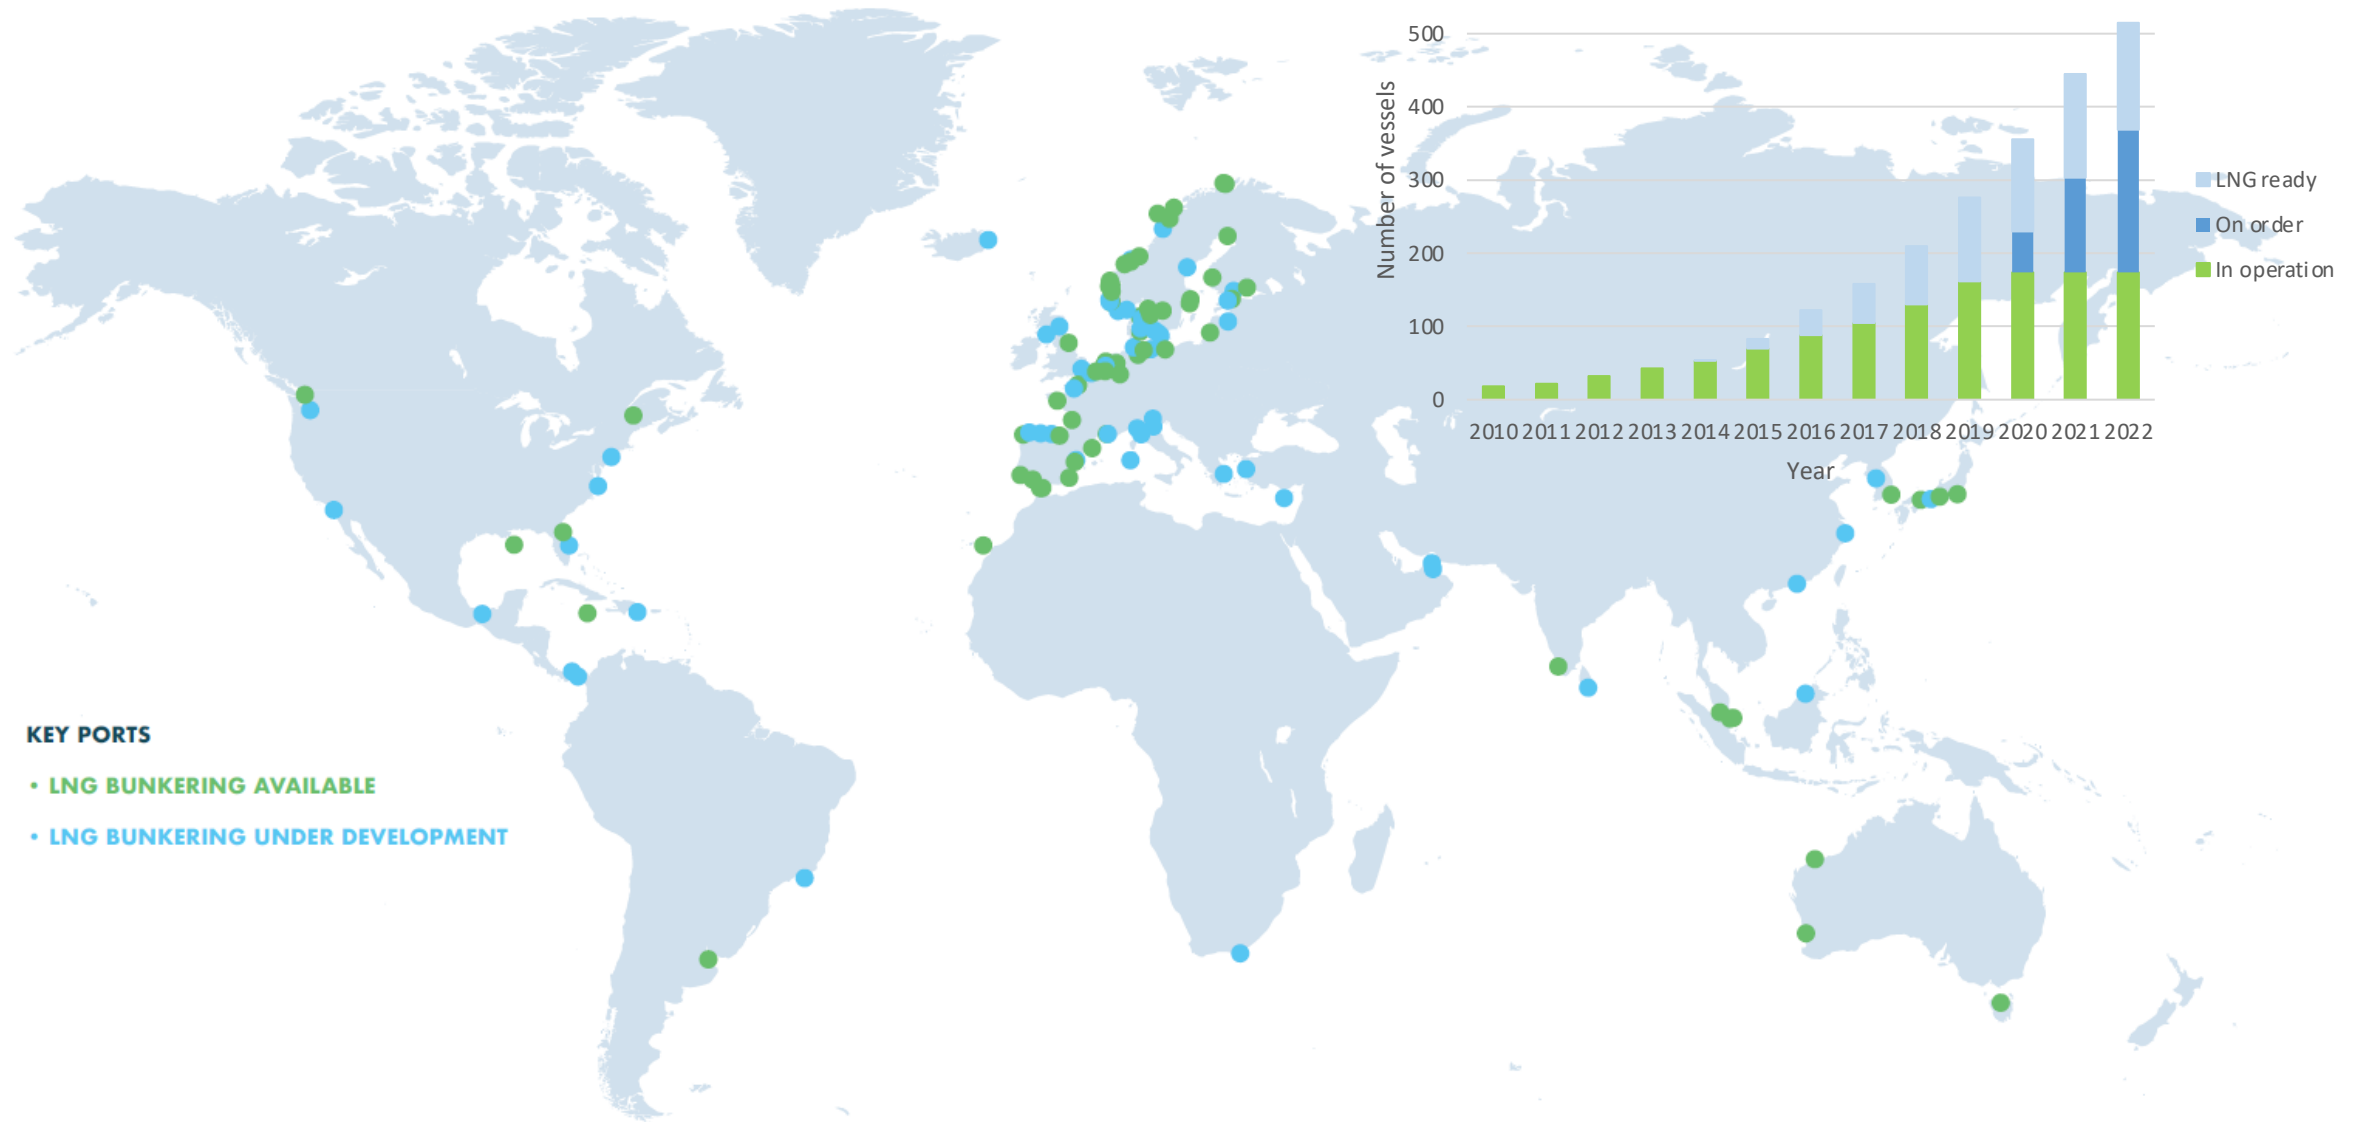 500
400
300
200
100
0
Number of vessels
2010 2011 2012 2013 2014 2015 2016 2017 2018 2019 2020 2021 2022
Year
LNG ready
On order
In operation
KEY PORTS
• LNG BUNKERING AVAILABLE
• LNG BUNKERING UNDER DEVELOPMENT